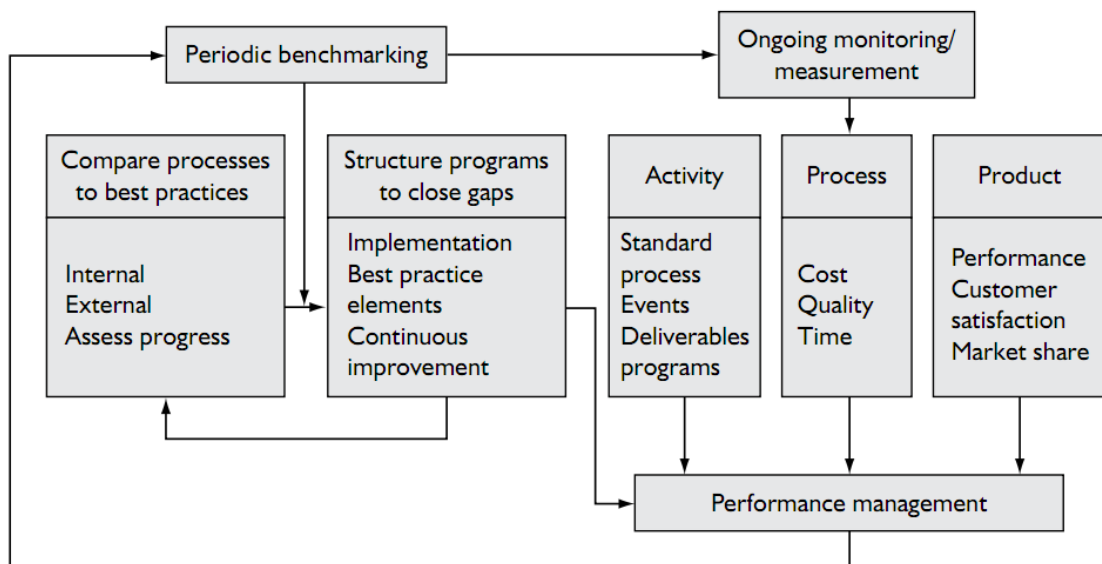 Periodic benchmarking
Ongoing monitoring/
measurement
Compare processes
to best practices
Internal
External
Assess progress
Structure programs
to close gaps
Implementation
Best practice
elements
Continuous
improvement
Activity
Standard
process
Events
Deliverables
programs
Process
Cost
Quality
Time
Product
Performance
Customer
satisfaction
Market share
Performance management